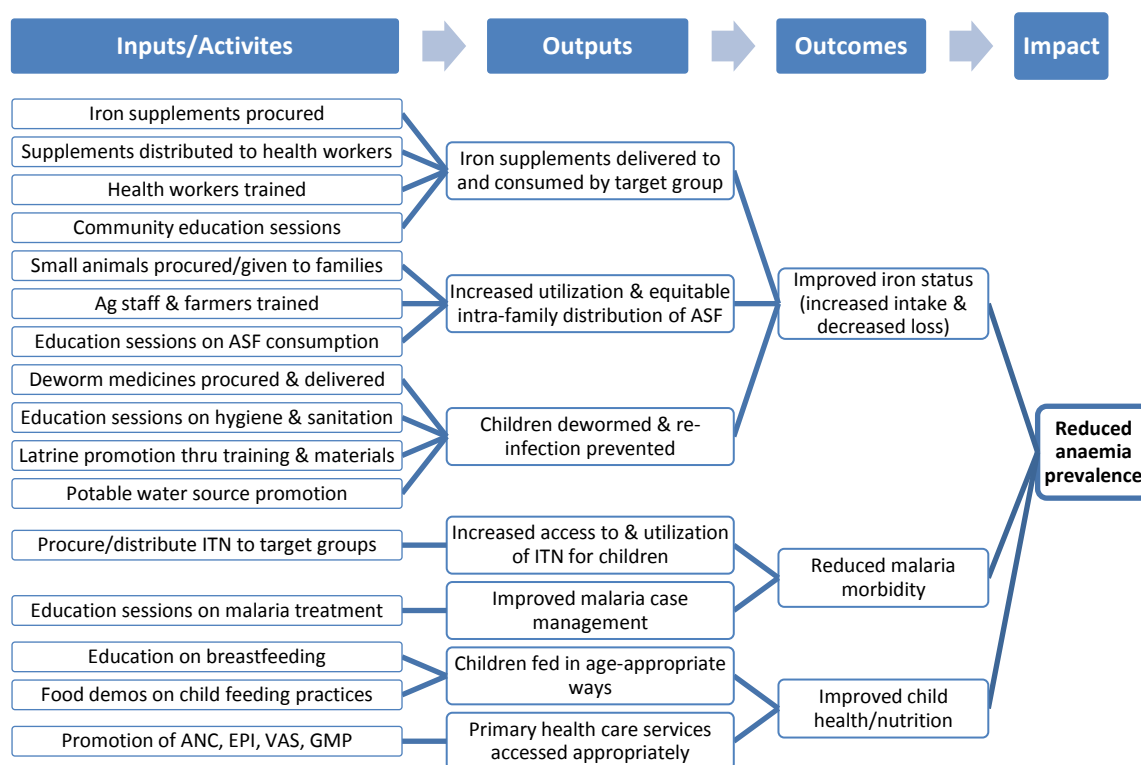 Inputs/Activites
Outputs
Outcomes
Impact
Iron supplements procured
Supplements distributed to health workers
Health workers trained
Community education sessions
Small animals procured/given to families
Ag staff & farmers trained
Education sessions on ASF consumption
Deworm medicines procured & delivered
Education sessions on hygiene & sanitation
Latrine promotion thru training & materials
Potable water source promotion
Procure/distribute ITN to target groups
Education sessions on malaria treatment
Education on breastfeeding
Food demos on child feeding practices
Promotion of ANC, EPI, VAS, GMP
Iron supplements delivered to
and consumed by target group
Increased utilization & equitable
intra-family distribution of ASF
Children dewormed & re-
infection prevented
Increased access to & utilization
of ITN for children
Improved malaria case
management
Children fed in age-appropriate
ways
Primary health care services
accessed appropriately
Improved iron status
(increased intake &
decreased loss)
Reduced malaria
morbidity
Improved child
health/nutrition
Reduced
anaemia
prevalence